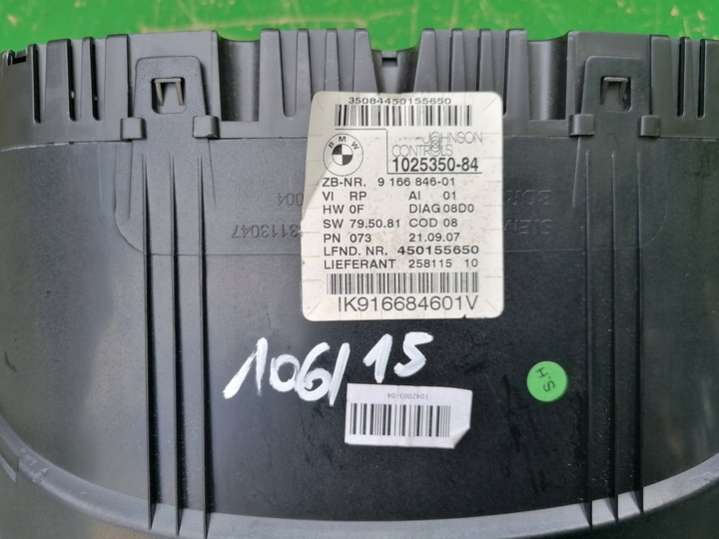 35084450155650
BMW
JOHNSON
CONTROLS
1025350-84
ZB-NR. 9 166 846-01
VI RP AI 01
HW 0F DIAG 08D0
SW 79.50.81 COD 08
PN 073 21.09.07
LFND. NR. 450155650
LIEFERANT 258115 10
IK916684601V
004
3113047
106/15
H'S